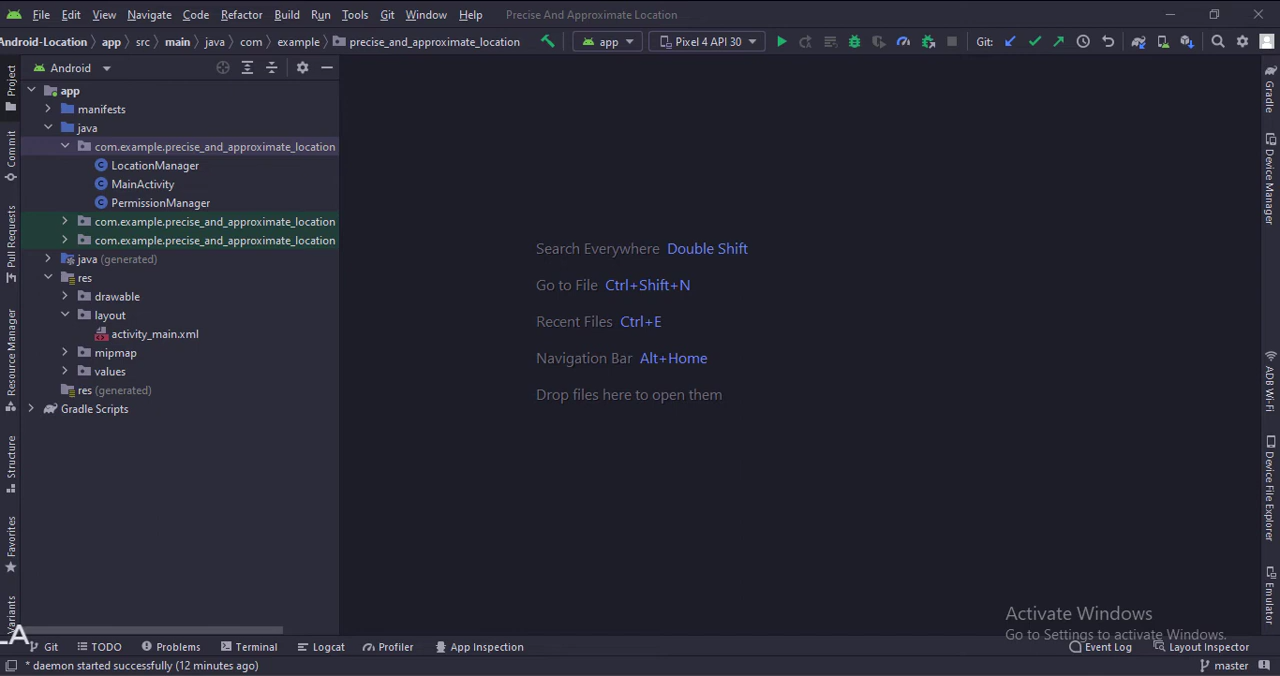 File Edit View Navigate Code Refactor Build Run Tools Git Window Help Precise And Approximate Location
Android-Location app src main java com example precise_and_approximate_location app Pixel 4 API 30 Git:
Android
app
manifests
java
com.example.precise_and_approximate_location
LocationManager
MainActivity
PermissionManager
com.example.precise_and_approximate_location
com.example.precise_and_approximate_location
java (generated)
res
drawable
layout
activity_main.xml
mipmap
values
res (generated)
Gradle Scripts
Project
Commit
Pull Requests
Resource Manager
Structure
Favorites
Variants
Search Everywhere Double Shift
Go to File Ctrl+Shift+N
Recent Files Ctrl+E
Navigation Bar Alt+Home
Drop files here to open them
Gradle
Device Manager
ADB Wi-Fi
Device File Explorer
Emulator
Activate Windows
Go to Settings to activate Windows.
Git TODO Problems Terminal Logcat Profiler App Inspection Event Log Layout Inspector
* daemon started successfully (12 minutes ago) master